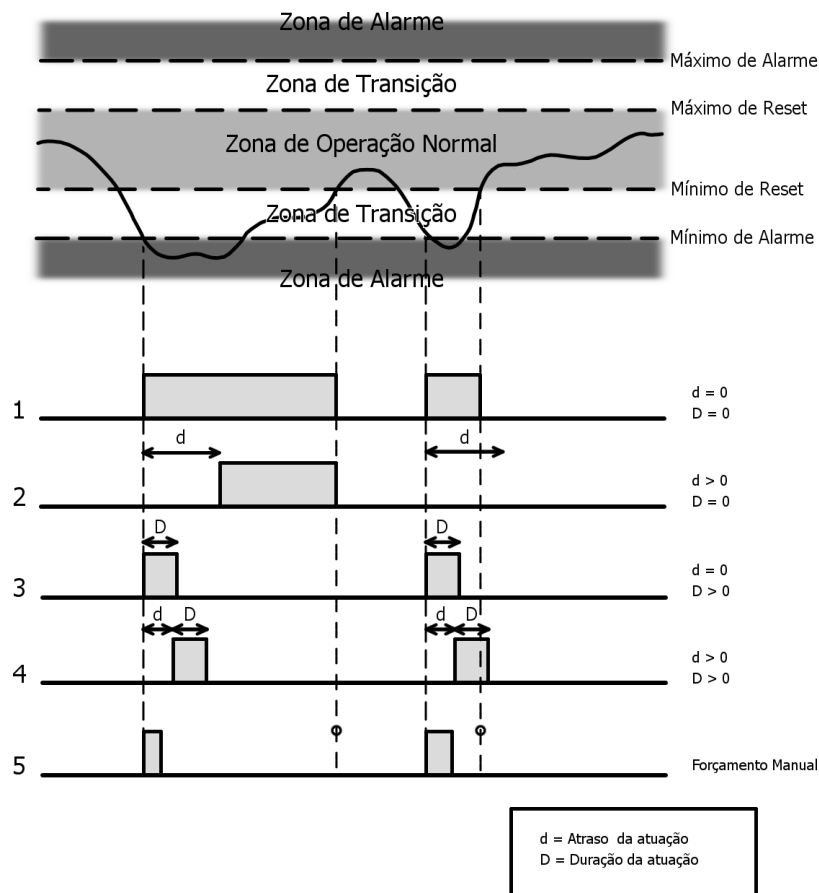 Zona de Alarme
Máximo de Alarme
Zona de Transição
Máximo de Reset
Zona de Operação Normal
Mínimo de Reset
Zona de Transição
Mínimo de Alarme
Zona de Alarme
1
d = 0
D = 0
d
d
2
d > 0
D = 0
D
D
3
d = 0
D > 0
d
D
d
D
4
d > 0
D > 0
5
Forçamento Manual
d = Atraso da atuação
D = Duração da atuação